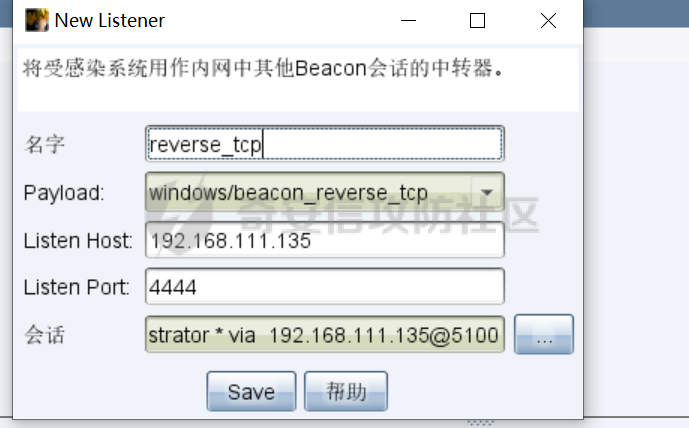 New Listener
将受感染系统用作内网中其他Beacon会话的中转器。
名字 reverse_tcp
Payload: windows/beacon_reverse_tcp
奇安信攻防社区
Listen Host: 192.168.111.135
Listen Port: 4444
会话 strator * via 192.168.111.135@5100 ...
Save 帮助